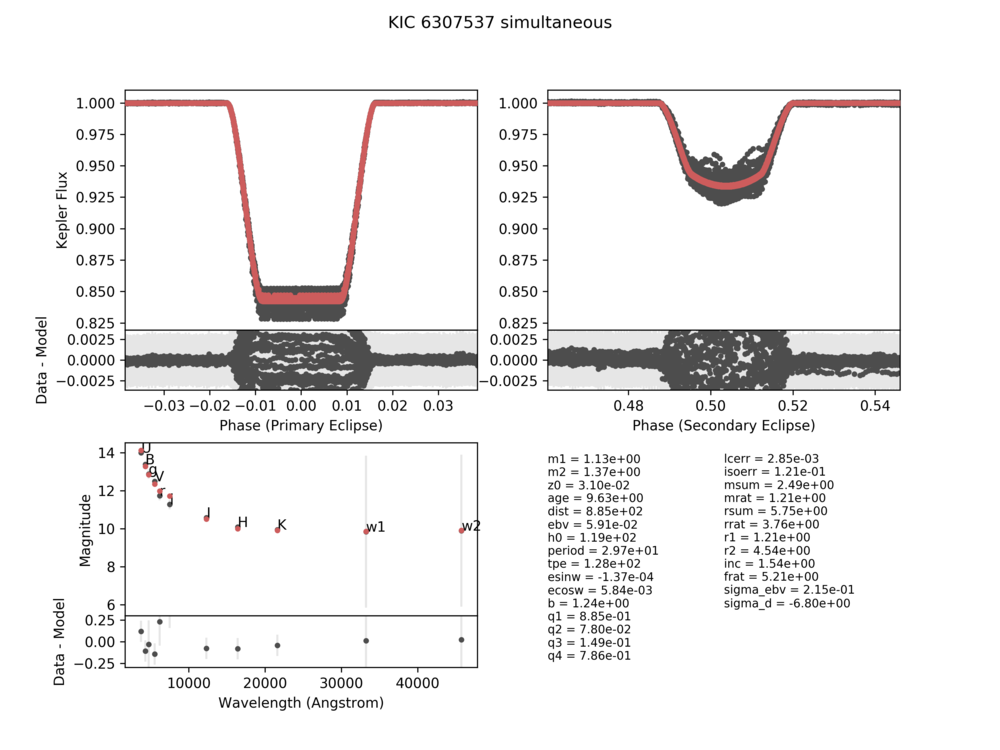 KIC 6307537 simultaneous
Kepler Flux
1.000
0.975
0.950
0.925
0.900
0.875
0.850
0.825
1.000
0.975
0.950
0.925
0.900
0.875
0.850
0.825
Data - Model
0.0025
0.0000
−0.0025
0.0025
0.0000
−0.0025
−0.03 −0.02 −0.01 0.00 0.01 0.02 0.03
Phase (Primary Eclipse)
0.48 0.50 0.52 0.54
Phase (Secondary Eclipse)
Magnitude
14
12
10
8
6
U
B
g
V
r
i
J
H
K
w1
w2
Data - Model
0.25
0.00
−0.25
10000 20000 30000 40000
Wavelength (Angstrom)
m1 = 1.13e+00
m2 = 1.37e+00
z0 = 3.10e-02
age = 9.63e+00
dist = 8.85e+02
ebv = 5.91e-02
h0 = 1.19e+02
period = 2.97e+01
tpe = 1.28e+02
esinw = -1.37e-04
ecosw = 5.84e-03
b = 1.24e+00
q1 = 8.85e-01
q2 = 7.80e-02
q3 = 1.49e-01
q4 = 7.86e-01
lcerr = 2.85e-03
isoerr = 1.21e-01
msum = 2.49e+00
mrat = 1.21e+00
rsum = 5.75e+00
rrat = 3.76e+00
r1 = 1.21e+00
r2 = 4.54e+00
inc = 1.54e+00
frat = 5.21e+00
sigma_ebv = 2.15e-01
sigma_d = -6.80e+00